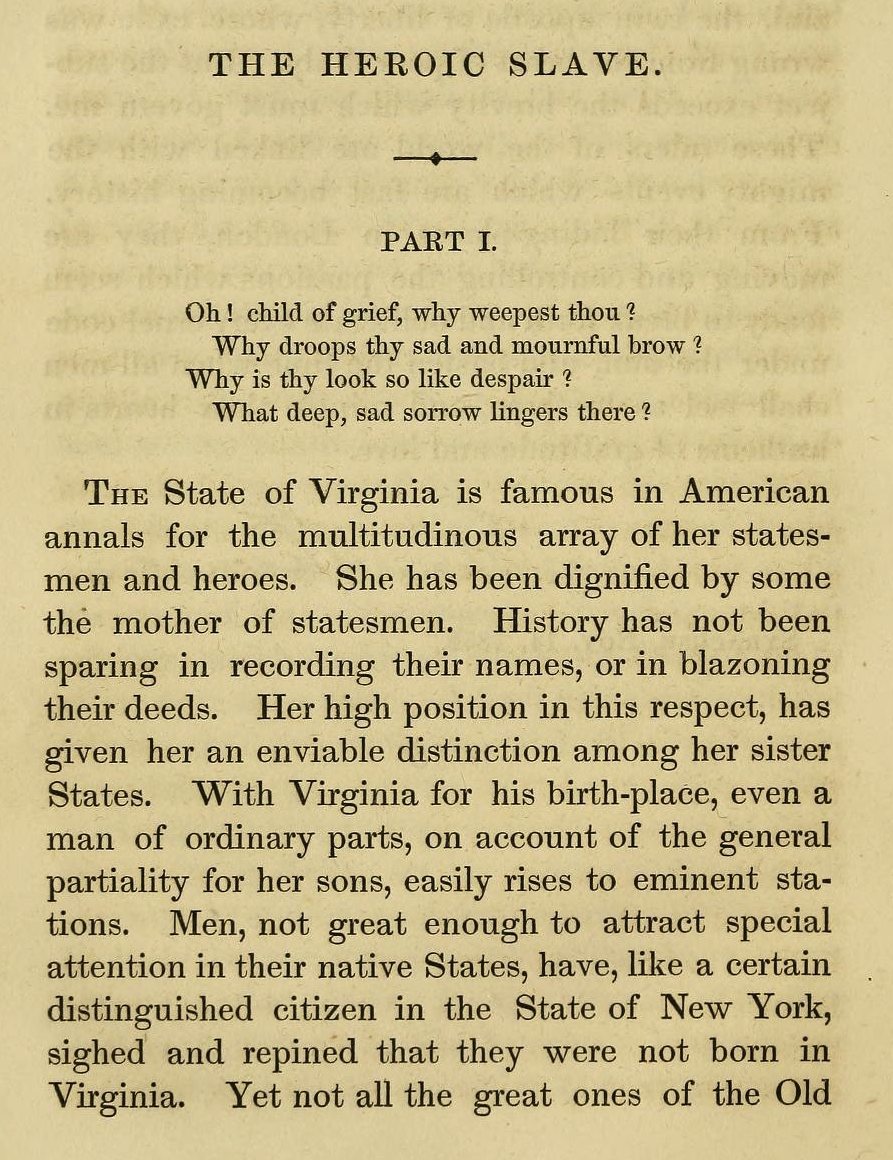 THE HEROIC SLAVE.
PART I.
Oh! child of grief, why weepest thou?
Why droops thy sad and mournful brow?
Why is thy look so like despair?
What deep, sad sorrow lingers there?
THE State of Virginia is famous in American
annals for the multitudinous array of her states-
men and heroes. She has been dignified by some
the mother of statesmen. History has not been
sparing in recording their names, or in blazoning
their deeds. Her high position in this respect, has
given her an enviable distinction among her sister
States. With Virginia for his birth-place, even a
man of ordinary parts, on account of the general
partiality for her sons, easily rises to eminent sta-
tions. Men, not great enough to attract special
attention in their native States, have, like a certain
distinguished citizen in the State of New York,
sighed and repined that they were not born in
Virginia. Yet not all the great ones of the Old